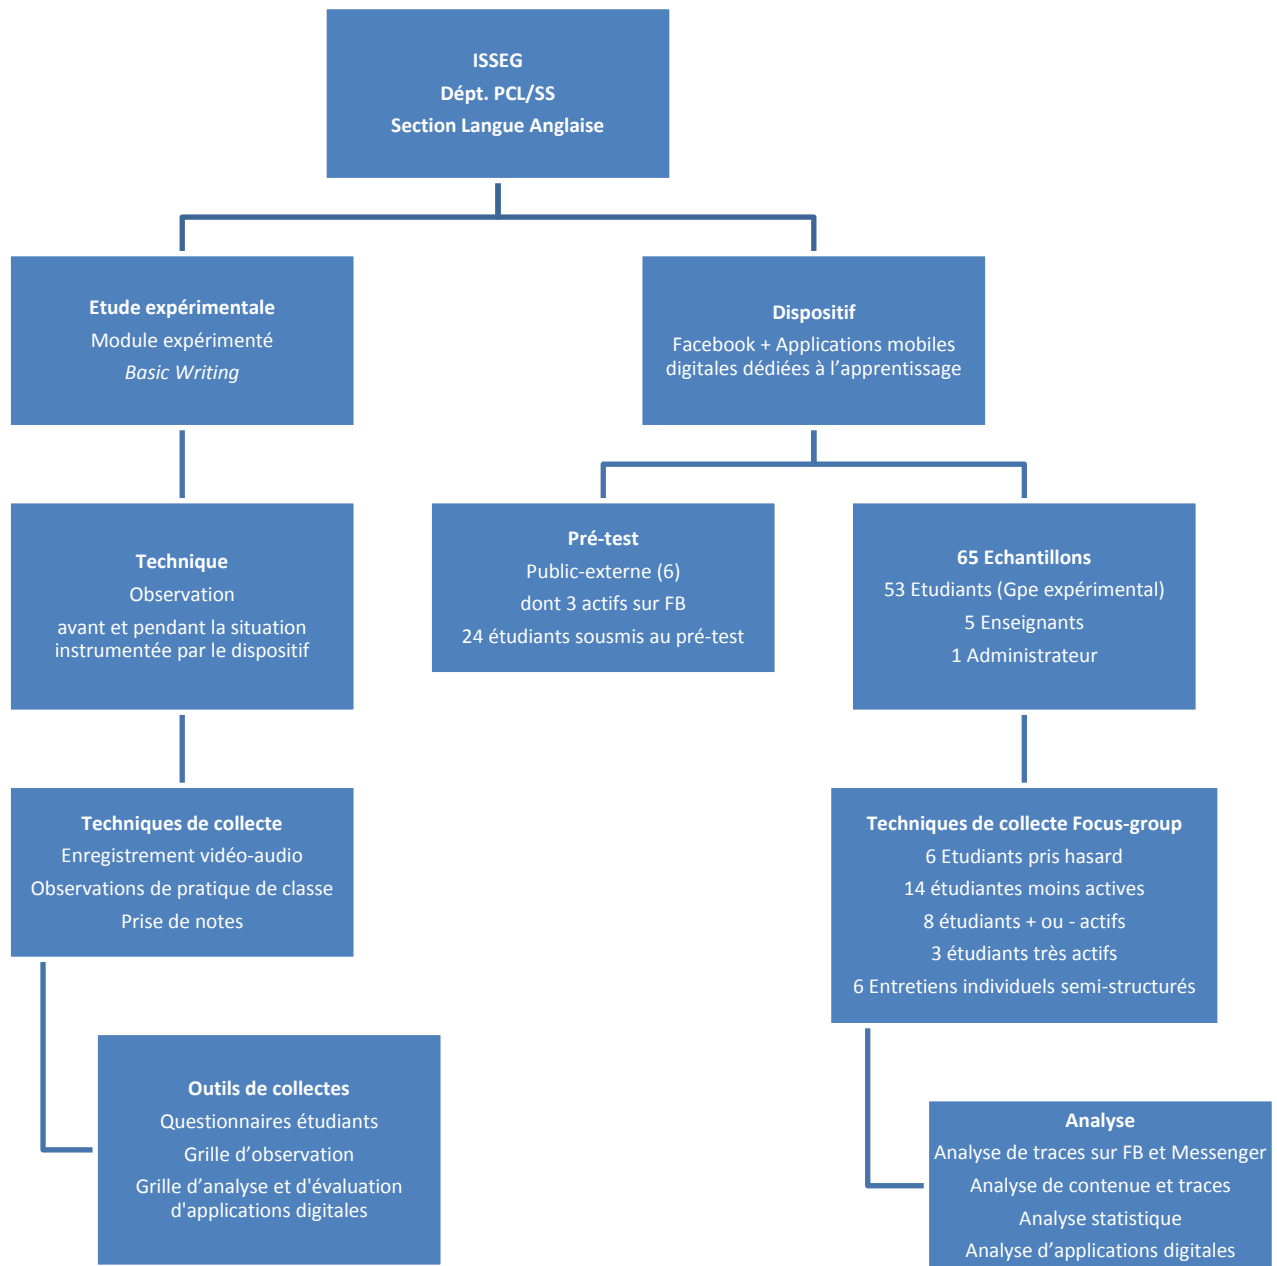 ISSEG
Dépt. PCL/SS
Section Langue Anglaise
Etude expérimentale
Module expérimenté
Basic Writing
Dispositif
Facebook + Applications mobiles
digitales dédiées à l'apprentissage
Technique
Observation
avant et pendant la situation
instrumentée par le dispositif
Pré-test
Public-externe (6)
dont 3 actifs sur FB
24 étudiants sousmis au pré-test
65 Echantillons
53 Etudiants (Gpe expérimental)
5 Enseignants
1 Administrateur
Techniques de collecte
Enregistrement vidéo-audio
Observations de pratique de classe
Prise de notes
Techniques de collecte Focus-group
6 Etudiants pris hasard
14 étudiantes moins actives
8 étudiants + ou - actifs
3 étudiants très actifs
6 Entretiens individuels semi-structurés
Outils de collectes
Questionnaires étudiants
Grille d'observation
Grille d'analyse et d'évaluation
d'applications digitales
Analyse
Analyse de traces sur FB et Messenger
Analyse de contenue et traces
Analyse statistique
Analyse d'applications digitales